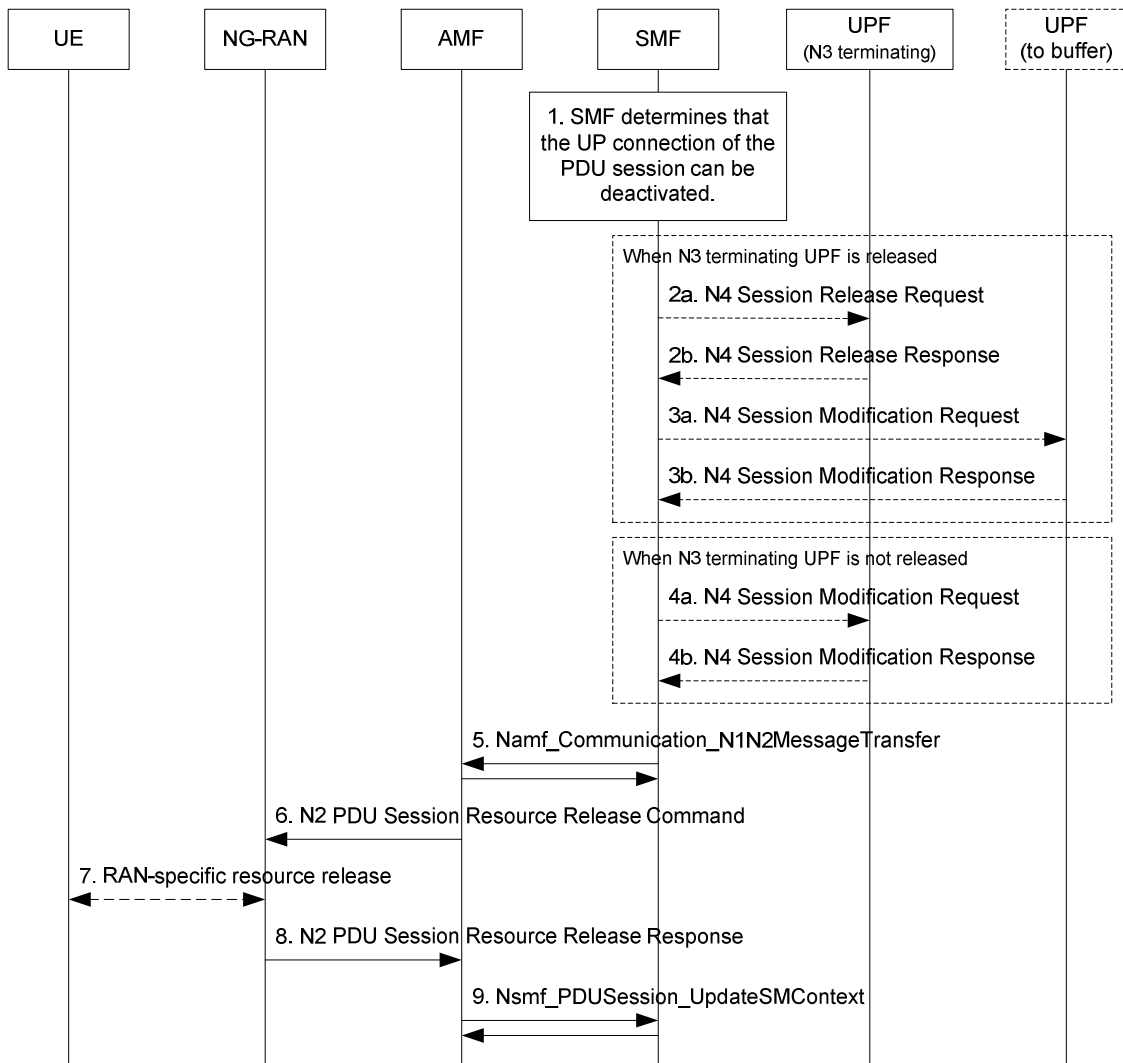 UE
NG-RAN
AMF
SMF
UPF
(N3 terminating)
UPF
(to buffer)
1. SMF determines that
the UP connection of the
PDU session can be
deactivated.
When N3 terminating UPF is released
2a. N4 Session Release Request
2b. N4 Session Release Response
3a. N4 Session Modification Request
3b. N4 Session Modification Response
When N3 terminating UPF is not released
4a. N4 Session Modification Request
4b. N4 Session Modification Response
5. Namf_Communication_N1N2MessageTransfer
6. N2 PDU Session Resource Release Command
7. RAN-specific resource release
8. N2 PDU Session Resource Release Response
9. Nsmf_PDUSession_UpdateSMContext